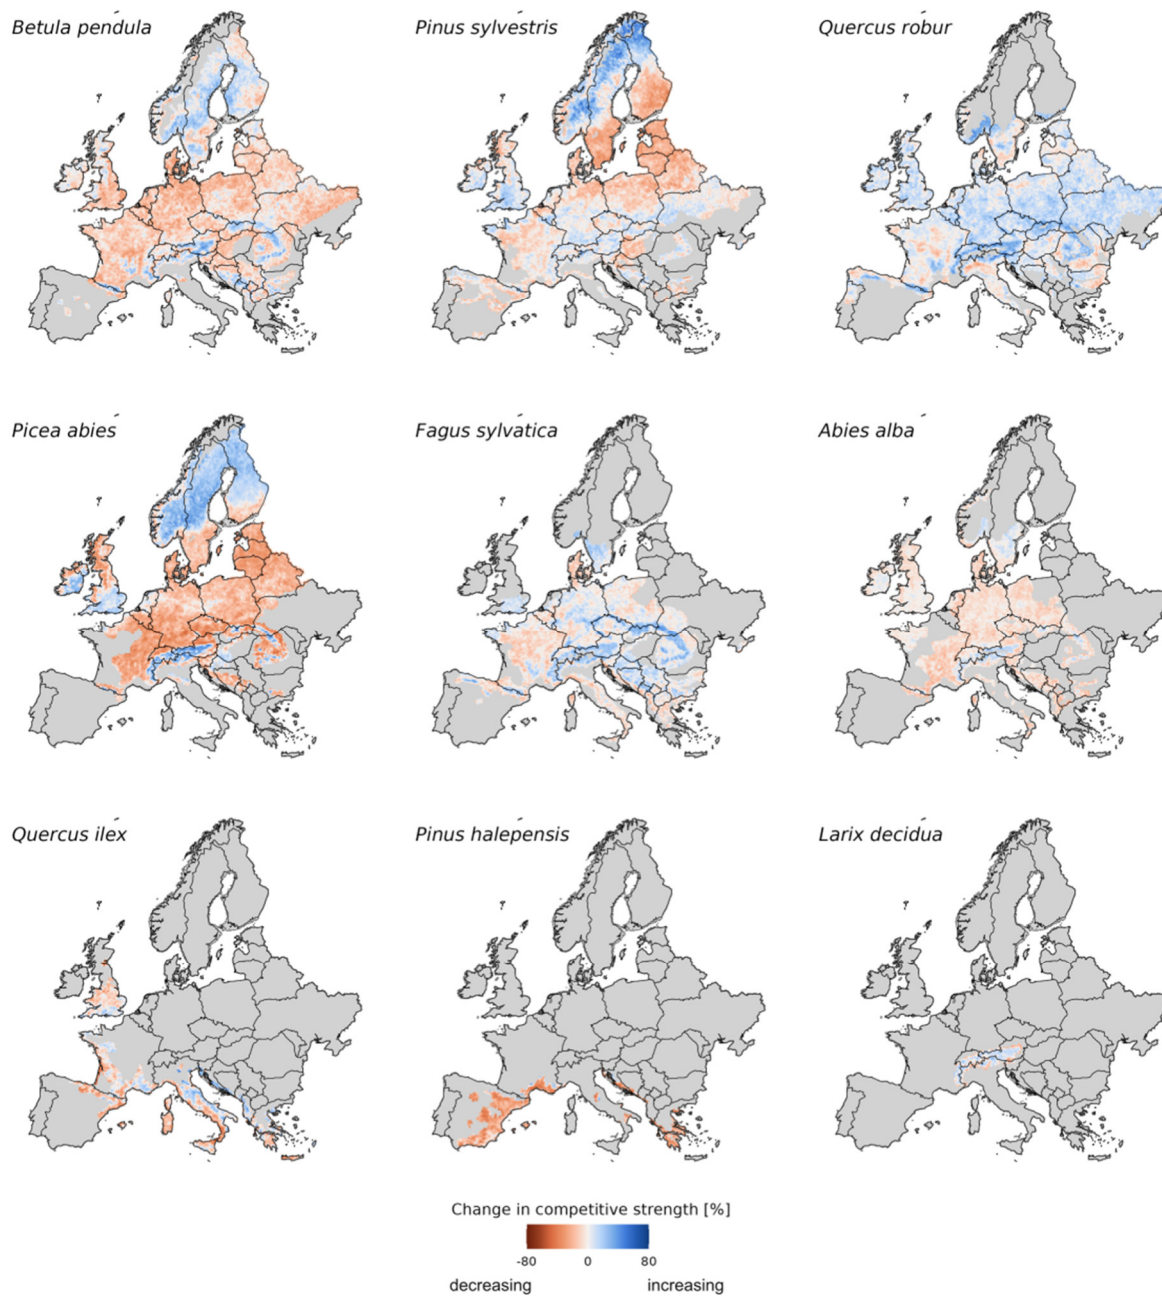 Betula pendula
Pinus sylvestris
Quercus robur
Picea abies
Fagus sylvatica
Abies alba
Quercus ilex
Pinus halepensis
Larix decidua
Change in competitive strength [%]
-80 0 80
decreasing increasing